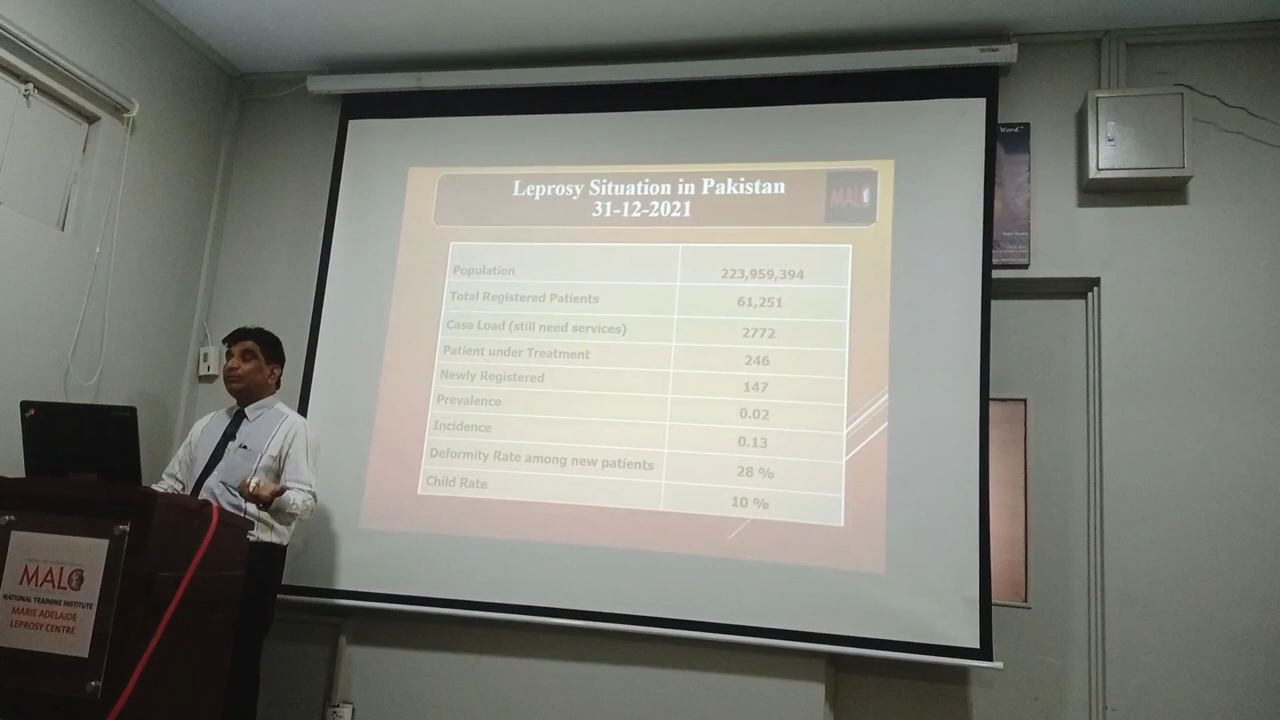 Leprosy Situation in Pakistan
31-12-2021
MALC
Population 223,959,394
Total Registered Patients 61,251
Case Load (still need services) 2772
Patient under Treatment 246
Newly Registered 147
Prevalence 0.02
Incidence 0.13
Deformity Rate among new patients 28 %
Child Rate 10 %
Word
MALC
NATIONAL TRAINING INSTITUTE
MARIE ADELAIDE
LEPROSY CENTRE